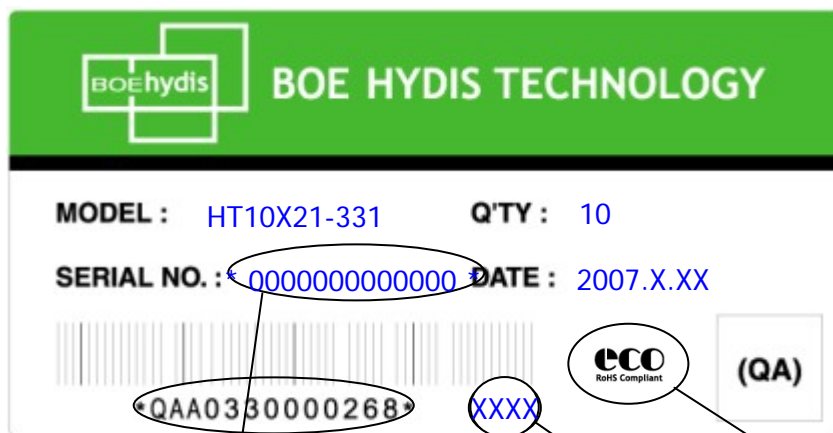 BOEhydis BOE HYDIS TECHNOLOGY
MODEL : HT10X21-331 Q'TY : 10
SERIAL NO. : * 0000000000000 * DATE : 2007.X.XX
eco
RoHS Compliant
(QA)
*QAA0330000268* XXXX